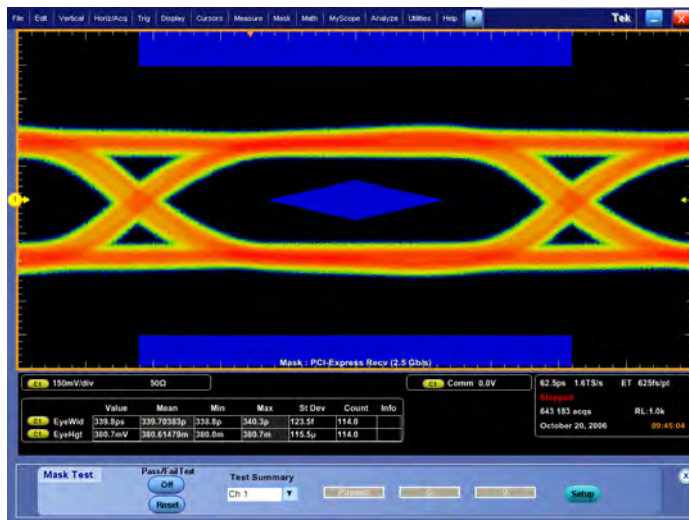 File Edit Vertical Horiz/Acq Trig Display Cursors Measure Mask Math MyScope Analyze Utilities Help Tek X
1
Mask : PCI-Express Recv (2.5 Gb/s)
C1 150mV/div 50Ω
C1 Comm 0.0V
62.5ps 1.6TS/s ET 625fs/pt
Stopped
643 183 acqs RL:1.0k
October 20, 2006 09:45:04
Value Mean Min Max St Dev Count Info
C1 EyeWid 339.8ps 339.70383p 338.8p 340.3p 123.5f 114.0
C1 EyeHgt 380.7mV 380.61479m 380.0m 380.7m 115.5µ 114.0
Mask Test
Pass/Fail Test
Off
Reset
Test Summary
Ch 1
Passed
Setup
X